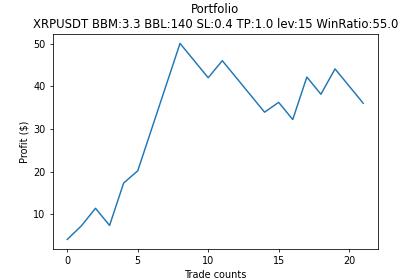 Portfolio
XRPUSDT BBM:3.3 BBL:140 SL:0.4 TP:1.0 lev:15 WinRatio:55.0
50
40
30
20
10
Profit ($)
0
5
10
15
20
Trade counts